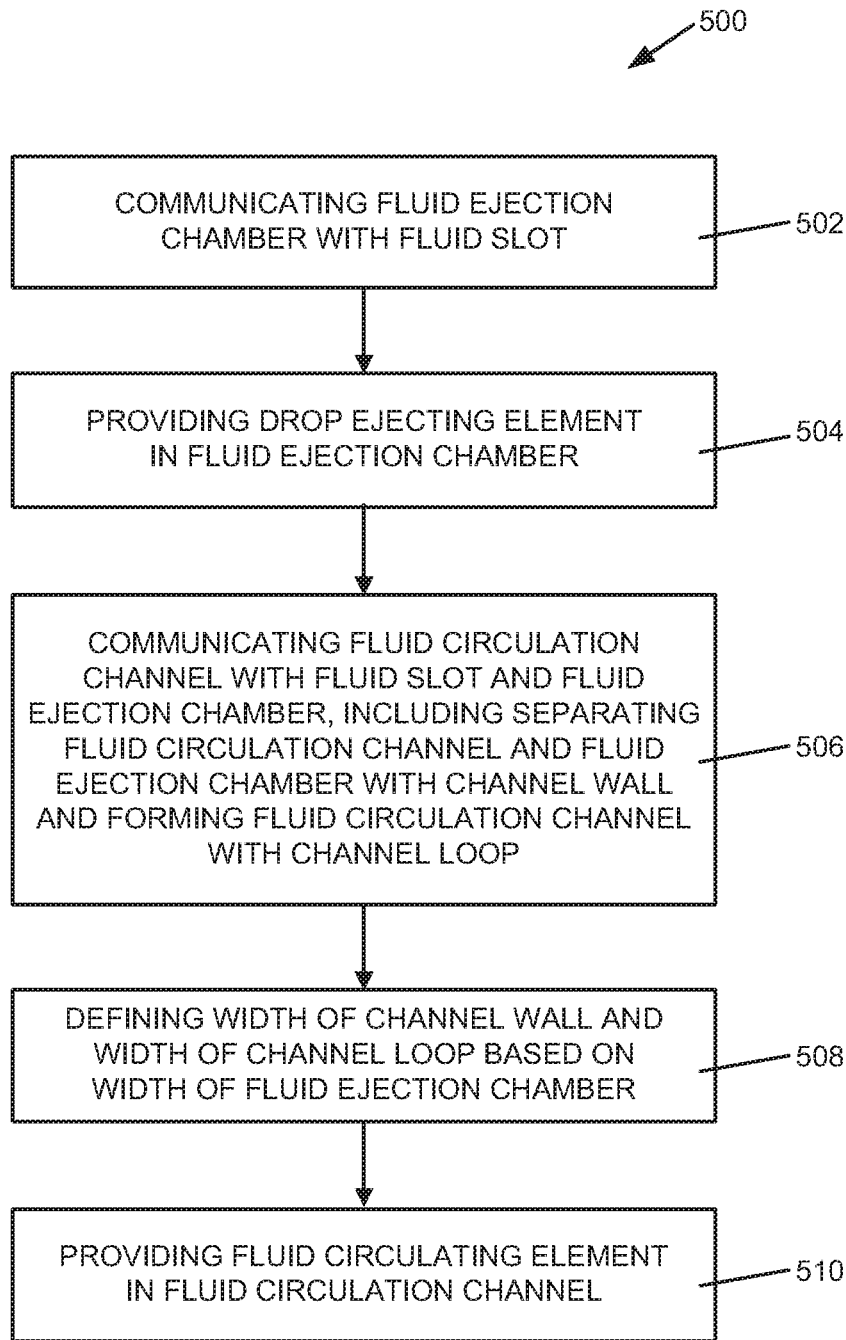 500
COMMUNICATING FLUID EJECTION
CHAMBER WITH FLUID SLOT
502
PROVIDING DROP EJECTING ELEMENT
IN FLUID EJECTION CHAMBER
504
COMMUNICATING FLUID CIRCULATION
CHANNEL WITH FLUID SLOT AND FLUID
EJECTION CHAMBER, INCLUDING SEPARATING
FLUID CIRCULATION CHANNEL AND FLUID
EJECTION CHAMBER WITH CHANNEL WALL
AND FORMING FLUID CIRCULATION CHANNEL
WITH CHANNEL LOOP
506
DEFINING WIDTH OF CHANNEL WALL AND
WIDTH OF CHANNEL LOOP BASED ON
WIDTH OF FLUID EJECTION CHAMBER
508
PROVIDING FLUID CIRCULATING ELEMENT
IN FLUID CIRCULATION CHANNEL
510